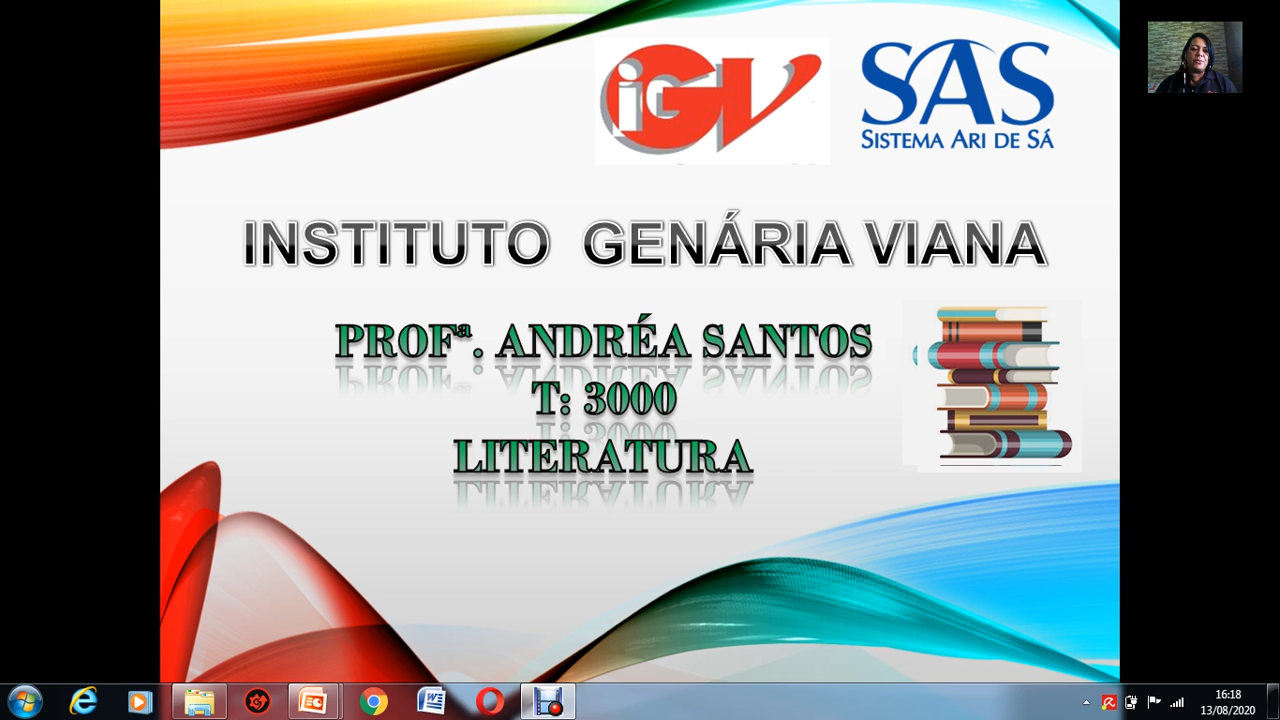 iGV
SAS
SISTEMA ARI DE SÁ
INSTITUTO GENÁRIA VIANA
PROFª. ANDRÉA SANTOS
T: 3000
LITERATURA
16:18
13/08/2020